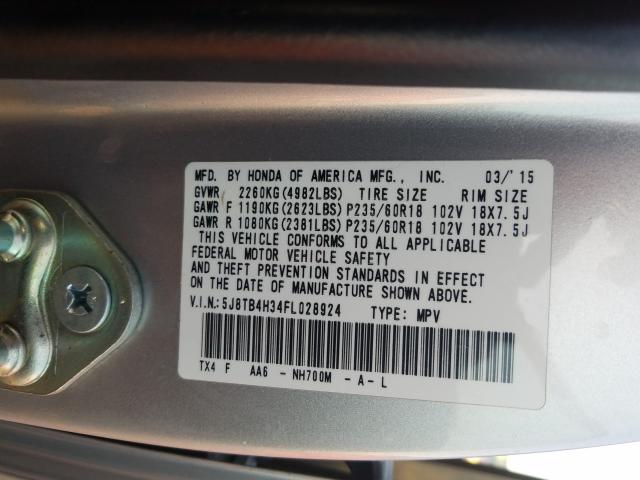 MFD. BY HONDA OF AMERICA MFG., INC. 03/'15
GVWR 2260KG(4982LBS) TIRE SIZE RIM SIZE
GAWR F 1190KG(2623LBS)P235/60R18 102V 18X7.5J
GAWR R 1080KG(2381LBS)P235/60R18 102V 18X7.5J
THIS VEHICLE CONFORMS TO ALL APPLICABLE
FEDERAL MOTOR VEHICLE SAFETY
AND THEFT PREVENTION STANDARDS IN EFFECT
ON THE DATE OF MANUFACTURE SHOWN ABOVE.
V.I.N:5J8TB4H34FL028924 TYPE: MPV
TX4 F AA6 - NH700M - A - L